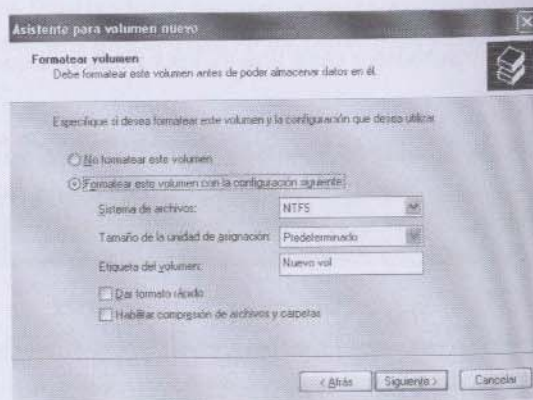 Asistente para volumen nuevo
Formatear volumen
Debe formatear este volumen antes de poder almacenar datos en él.
Especifique si desea formatear este volumen y la configuración que desea utilizar.
No formatear este volumen
Formatear este volumen con la configuración siguiente:
Sistema de archivos: NTFS
Tamaño de la unidad de asignación: Predeterminado
Etiqueta del volumen: Nuevo vol
Dar formato rápido
Habilitar compresión de archivos y carpetas
< Atrás Siguiente > Cancelar